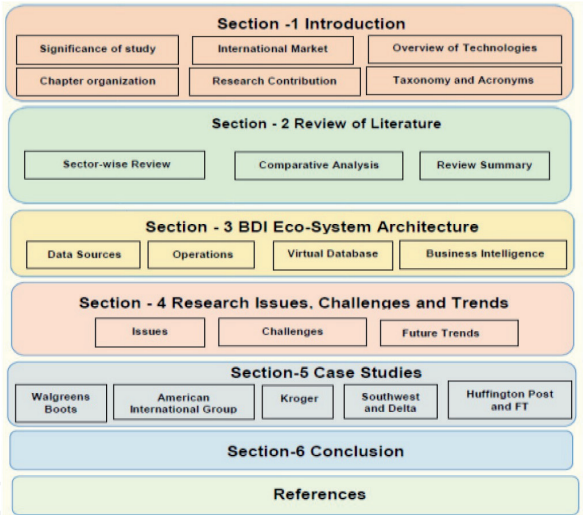 Section -1 Introduction
Significance of study
International Market
Overview of Technologies
Chapter organization
Research Contribution
Taxonomy and Acronyms
Section - 2 Review of Literature
Sector-wise Review
Comparative Analysis
Review Summary
Section - 3 BDI Eco-System Architecture
Data Sources
Operations
Virtual Database
Business Intelligence
Section - 4 Research Issues, Challenges and Trends
Issues
Challenges
Future Trends
Section-5 Case Studies
Walgreens
Boots
American
International Group
Kroger
Southwest
and Delta
Huffington Post
and FT
Section-6 Conclusion
References